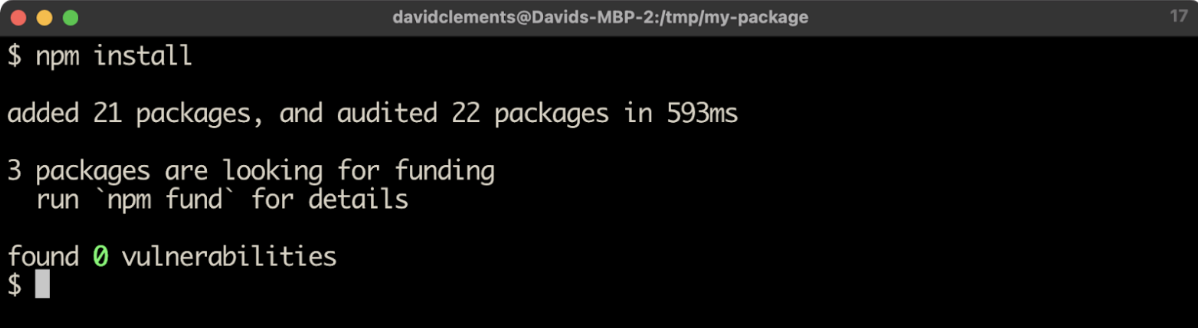 davidclements@Davids-MBP-2:/tmp/my-package
17
$ npm install
added 21 packages, and audited 22 packages in 593ms
3 packages are looking for funding
  run `npm fund` for details
found 0 vulnerabilities
$